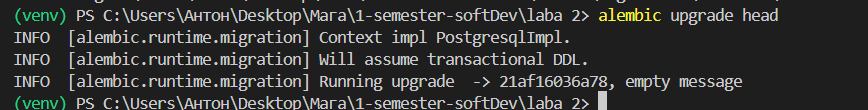 (venv) PS C:\Users\Антон\Desktop\Maга\1-semester-softDev\laba 2> alembic upgrade head
INFO  [alembic.runtime.migration] Context impl PostgresqlImpl.
INFO  [alembic.runtime.migration] Will assume transactional DDL.
INFO  [alembic.runtime.migration] Running upgrade  -> 21af16036a78, empty message
(venv) PS C:\Users\Антон\Desktop\Maга\1-semester-softDev\laba 2>